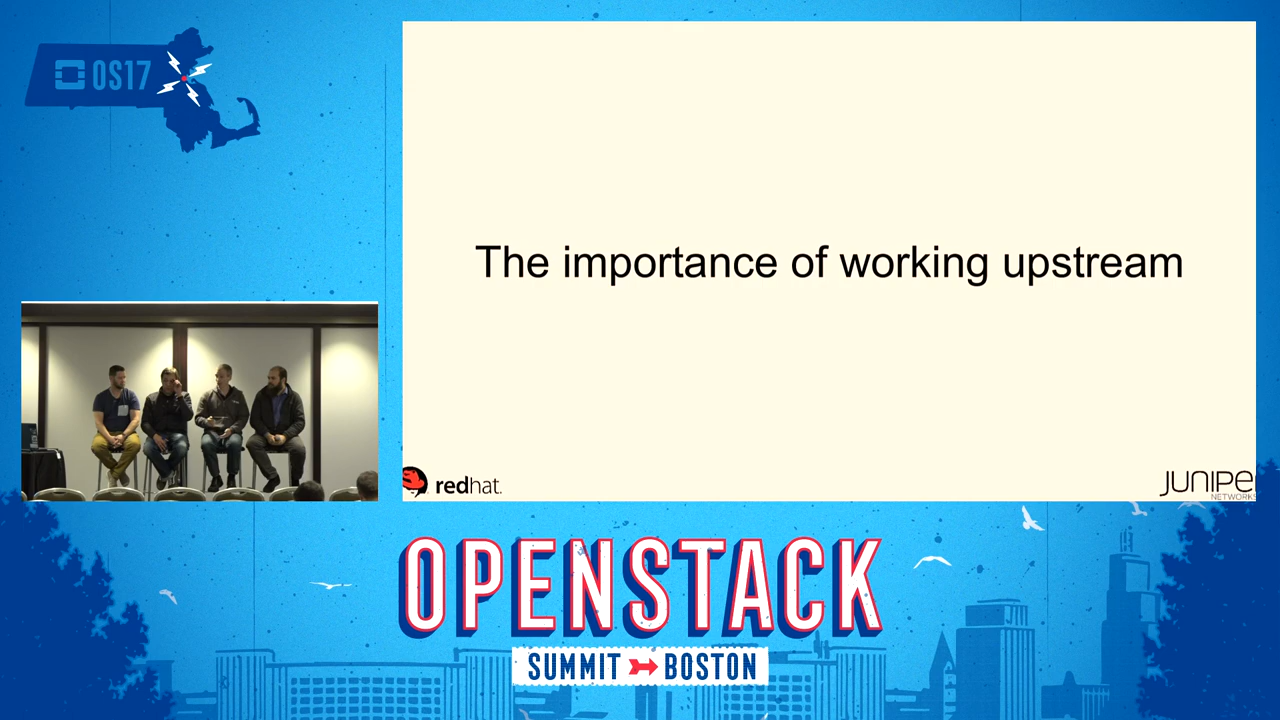 OS17
The importance of working upstream
redhat.
JUNIPE
NETWORKS
OPENSTACK
SUMMIT BOSTON